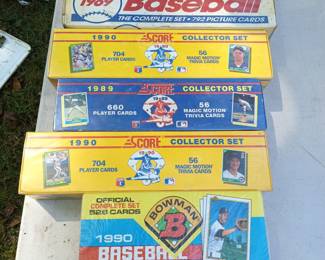 1989
Baseball
THE COMPLETE SET • 792 PICTURE CARDS
1990 SCORE COLLECTOR SET
704
PLAYER CARDS
56
MAGIC MOTION
TRIVIA CARDS
1989 SCORE COLLECTOR SET
660
PLAYER CARDS
56
MAGIC MOTION
TRIVIA CARDS
1990 SCORE COLLECTOR SET
704
PLAYER CARDS
56
MAGIC MOTION
TRIVIA CARDS
OFFICIAL
COMPLETE SET
528 CARDS
BOWMAN
B
1990
BASEBALL